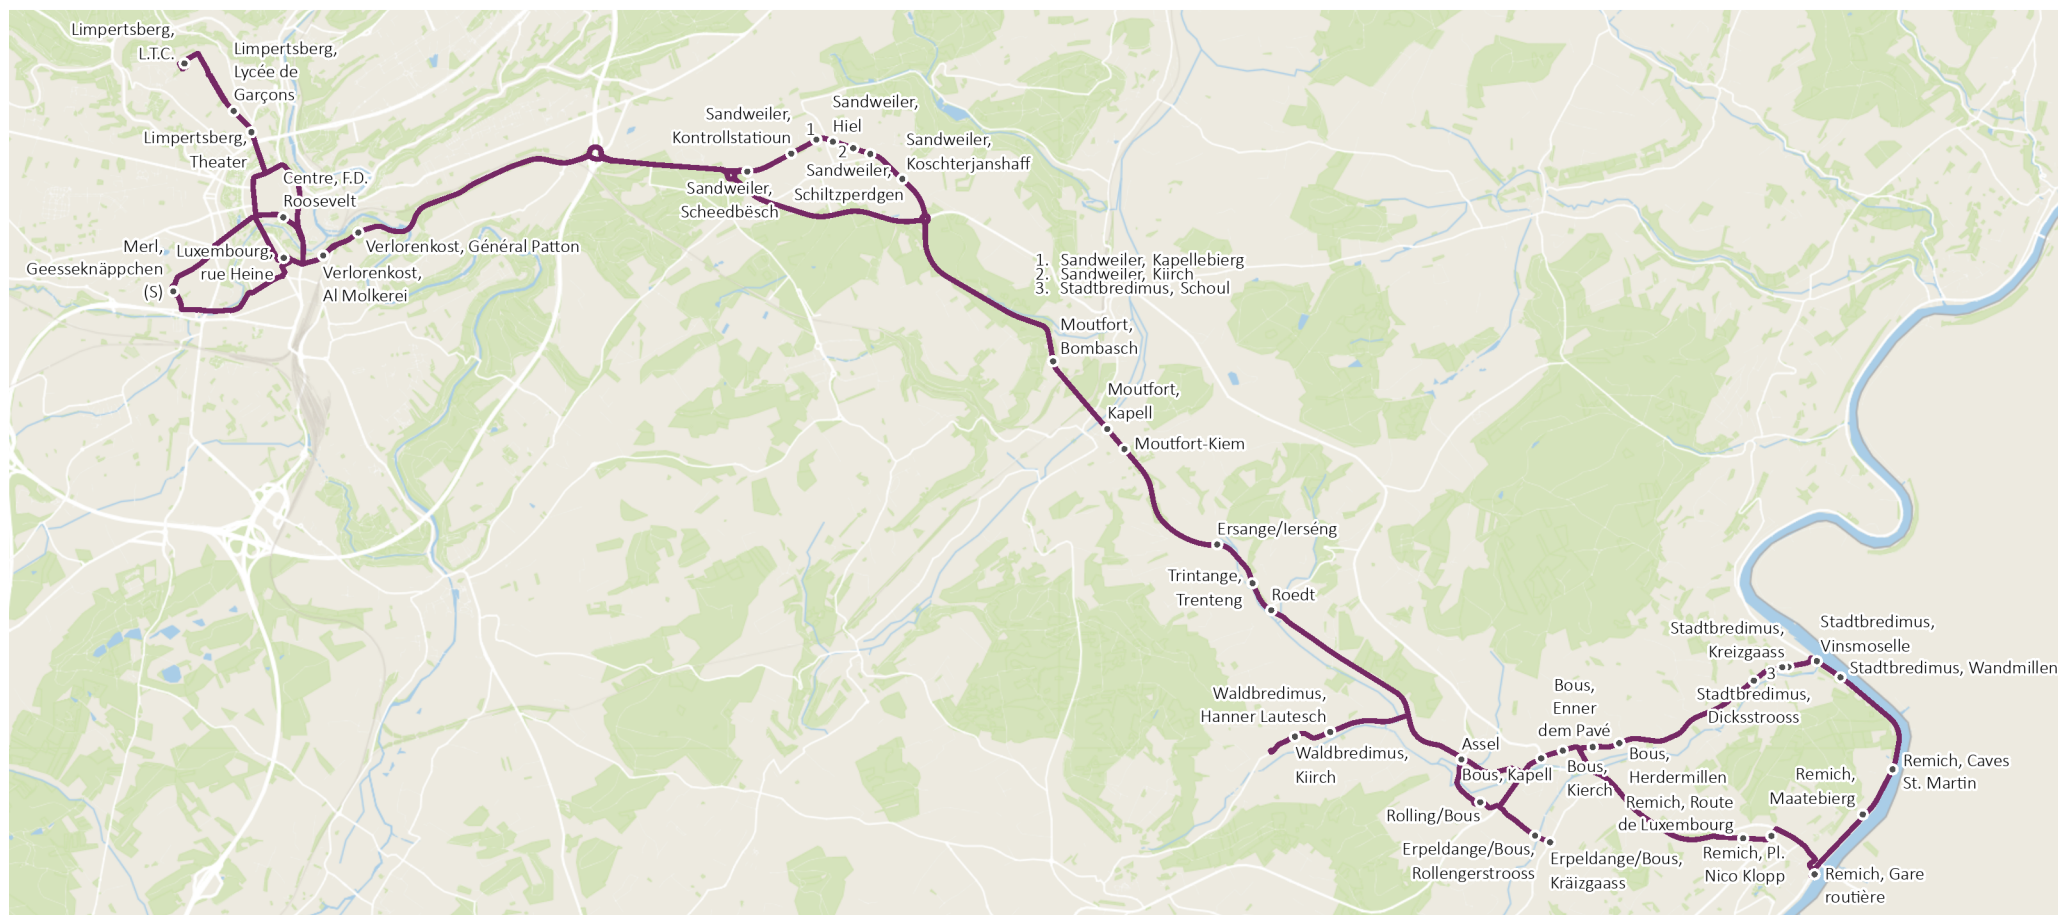 Limpertsberg,
L.T.C.
Limpertsberg,
Lycée de
Garçons
Limpertsberg,
Theater
Centre, F.D.
Roosevelt
Merl,
Geesseknäppchen
(S)
Luxembourg,
rue Heine
Verlorenkost, Général Patton
Verlorenkost,
Al Molkerei
Sandweiler,
Kontrollstatioun
Sandweiler,
Scheedbësch
1
Sandweiler,
Hiel
2
Sandweiler,
Schiltzperdgen
Sandweiler,
Koschterjanshaff
1. Sandweiler, Kapellebierg
2. Sandweiler, Kiirch
3. Stadtbredimus, Schoul
Moutfort,
Bombasch
Moutfort,
Kapell
Moutfort-Kiem
Ersange/Ierséng
Trintange,
Trenteng
Roedt
Waldbredimus,
Hanner Lautesch
Waldbredimus,
Kiirch
Assel
Bous, Kapell
Rolling/Bous
Erpeldange/Bous,
Rollengerstrooss
Erpeldange/Bous,
Kräizgaass
Bous,
Enner
dem Pavé
Bous,
Kierch
Bous,
Herdermillen
Stadtbredimus,
Kreizgaass
3
Stadtbredimus,
Dicksstrooss
Stadtbredimus,
Vinsmoselle
Stadtbredimus, Wandmillen
Remich, Caves
St. Martin
Remich,
Maatebierg
Remich, Route
de Luxembourg
Remich, Pl.
Nico Klopp
Remich, Gare
routière